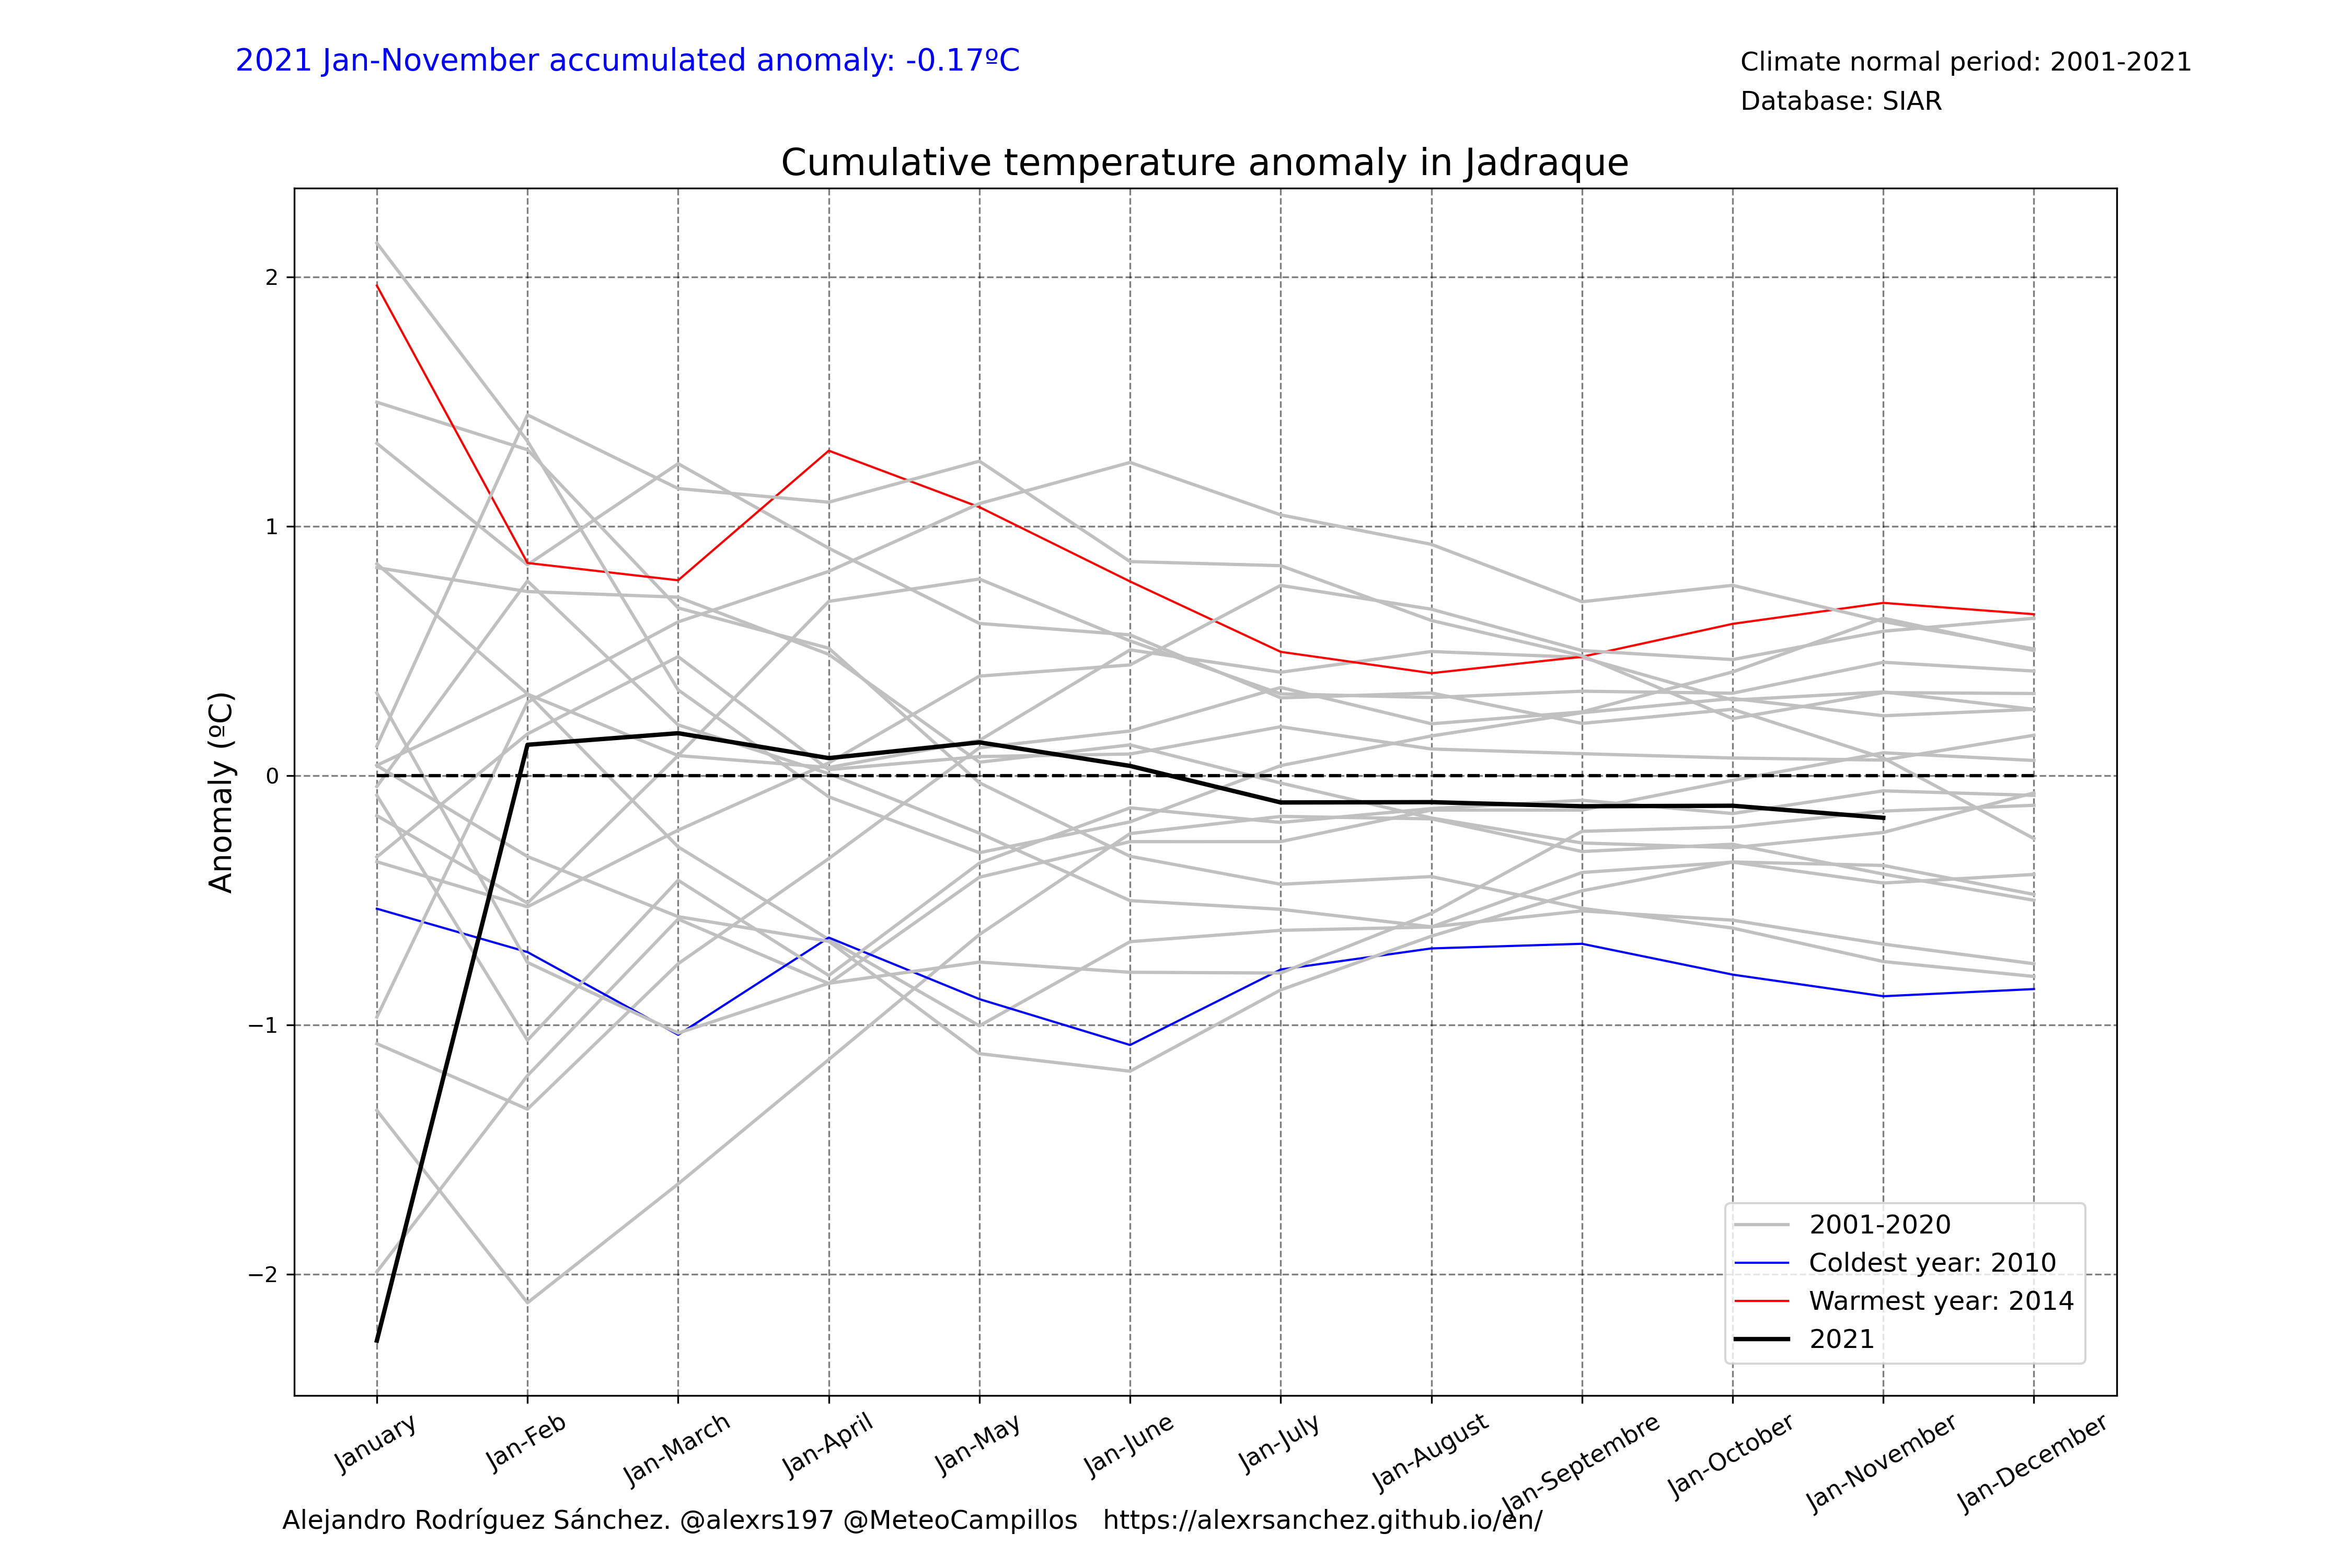 2021 Jan-November accumulated anomaly: -0.17ºC
Climate normal period: 2001-2021
Database: SIAR
Cumulative temperature anomaly in Jadraque
Anomaly (ºC)
2
1
0
−1
−2
2001-2020
Coldest year: 2010
Warmest year: 2014
2021
January
Jan-Feb
Jan-March
Jan-April
Jan-May
Jan-June
Jan-July
Jan-August
Jan-Septembre
Jan-October
Jan-November
Jan-December
Alejandro Rodríguez Sánchez. @alexrs197 @MeteoCampillos https://alexrsanchez.github.io/en/